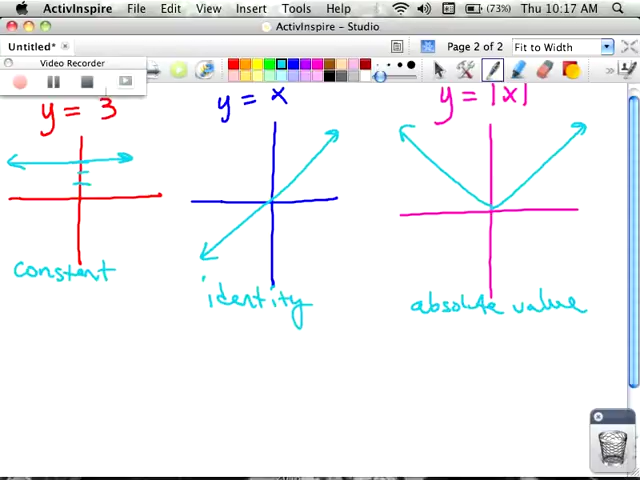 ActivInspire File Edit View Insert Tools Help (73%) Thu 10:17 AM
ActivInspire - Studio
Untitled*
Page 2 of 2 Fit to Width
Video Recorder
y = 3
y = x
y = |x|
constant
identity
absolute value